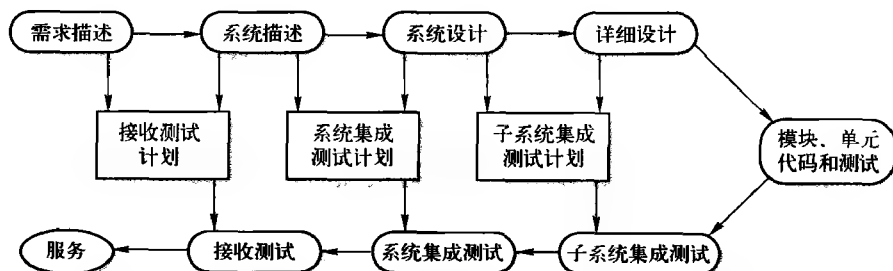 需求描述
系统描述
系统设计
详细设计
接收测试
计划
系统集成
测试计划
子系统集成
测试计划
模块、单元
代码和测试
服务
接收测试
系统集成测试
子系统集成测试